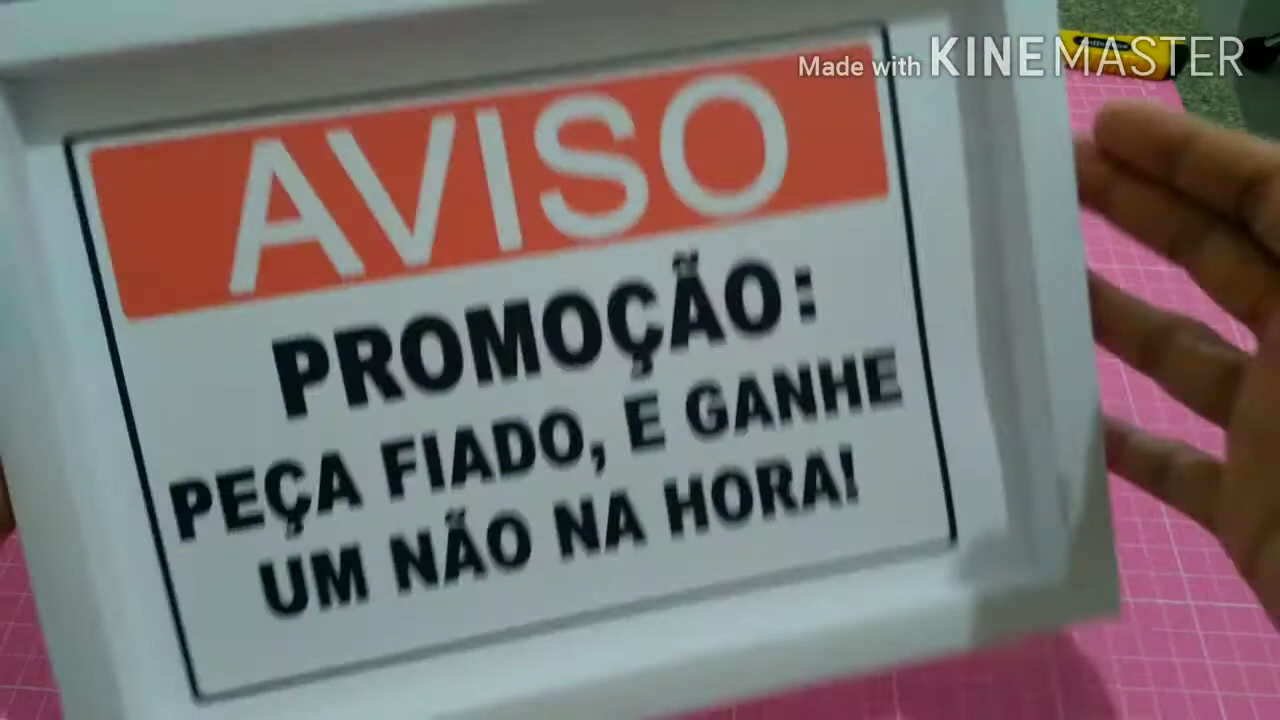 Made with KINEMASTER
AVISO
PROMOÇÃO:
PEÇA FIADO, E GANHE
UM NÃO NA HORA!